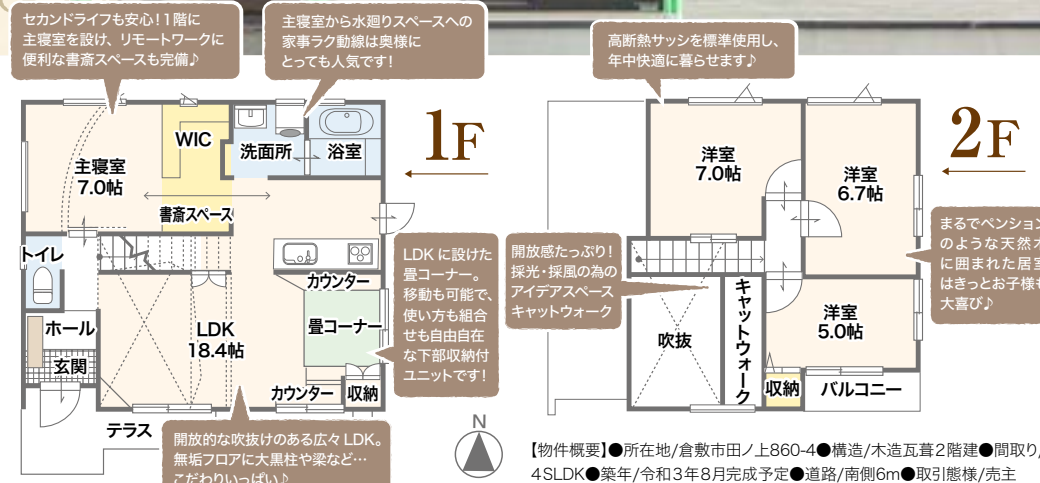 セカンドライフも安心！1階に
主寝室を設け、リモートワークに
便利な書斎スペースも完備♪
主寝室から水廻りスペースへの
家事ラク動線は奥様に
とっても人気です！
高断熱サッシを標準使用し、
年中快適に暮らせます♪
1F
2F
主寝室
7.0帖
WIC
洗面所
浴室
書斎スペース
トイレ
ホール
玄関
LDK
18.4帖
カウンター
畳コーナー
カウンター
収納
テラス
LDKに設けた
畳コーナー。
移動も可能で、
使い方も組合
せも自由自在
な下部収納付
ユニットです！
開放的な吹抜けのある広々LDK。
無垢フロアに大黒柱や梁など…
こだわりいっぱい♪
洋室
7.0帖
洋室
6.7帖
洋室
5.0帖
開放感たっぷり！
採光・採風の為の
アイデアスペース
キャットウォーク
吹抜
キャットウォーク
収納
バルコニー
まるでペンション
のような天然木
に囲まれた居室
はきっとお子様も
大喜び♪
N
【物件概要】●所在地/倉敷市田ノ上860-4●構造/木造瓦葺2階建●間取り/
4SLDK●築年/令和3年8月完成予定●道路/南側6m●取引態様/売主